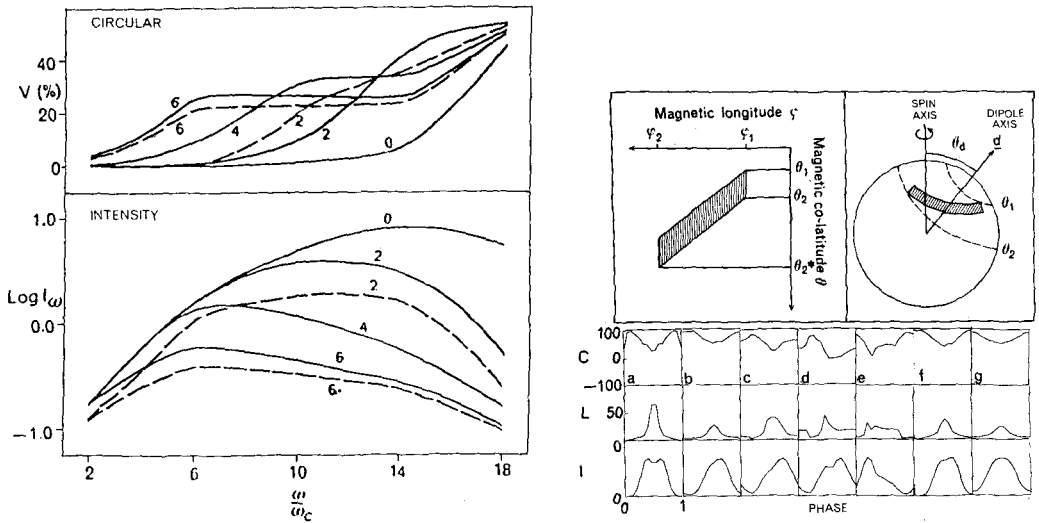 CIRCULAR
40
V (%)
20
0
6
6
4
2
2
0
INTENSITY
1.0
Log Iω
0.0
−1.0
0
2
2
4
6
6.
2
6
10
14
18
ω/ωc
Magnetic longitude ς
φ₂
φ₁
Magnetic co-latitude θ
θ₁
θ₂
θ₂*
SPIN AXIS
DIPOLE AXIS
d
θd
θ₁
θ₂
C
100
0
−100
a
b
c
d
e
f
g
L
50
0
I
0
0
1
PHASE